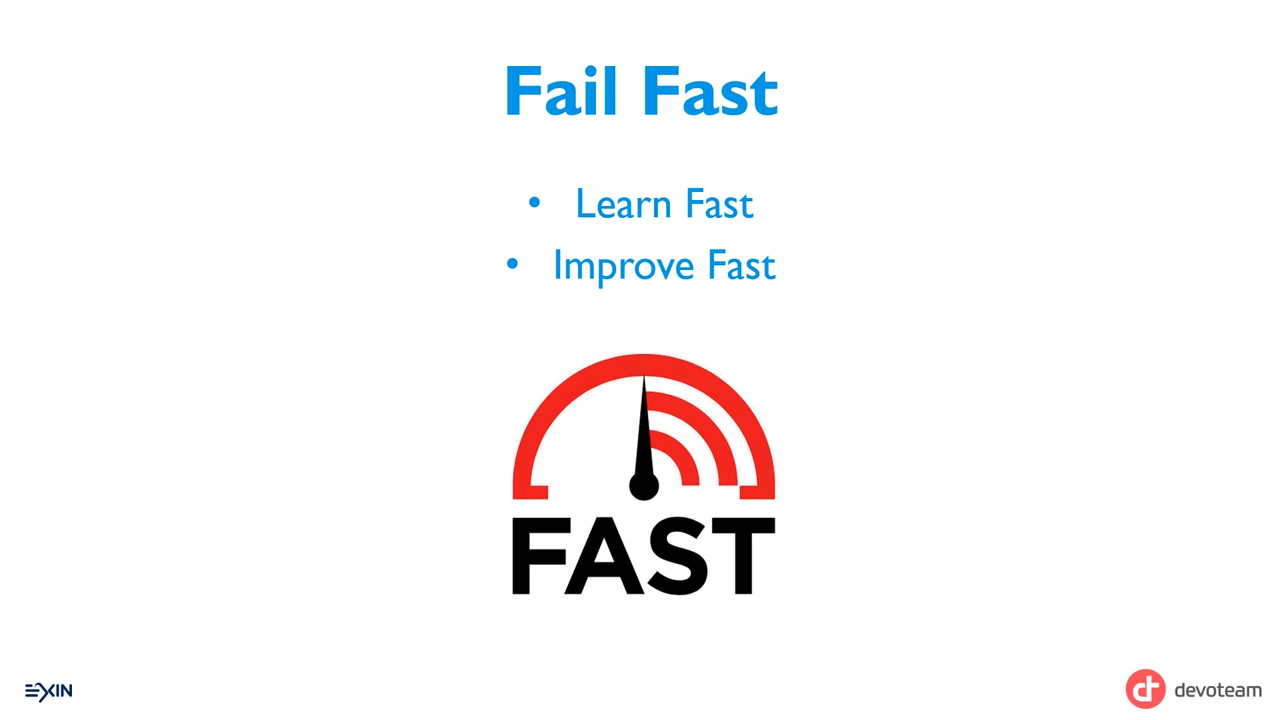 Fail Fast
• Learn Fast
• Improve Fast
FAST
EXIN
devoteam